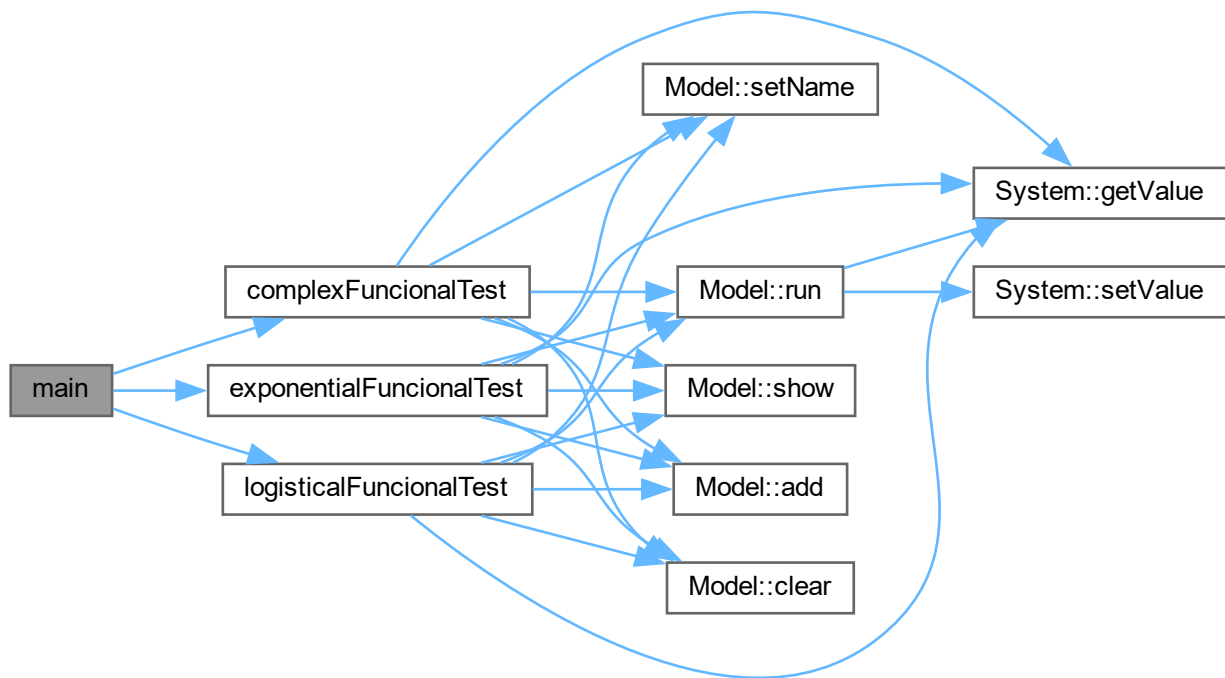 main
complexFuncionalTest
exponentialFuncionalTest
logisticalFuncionalTest
Model::setName
Model::run
Model::show
Model::add
Model::clear
System::getValue
System::setValue